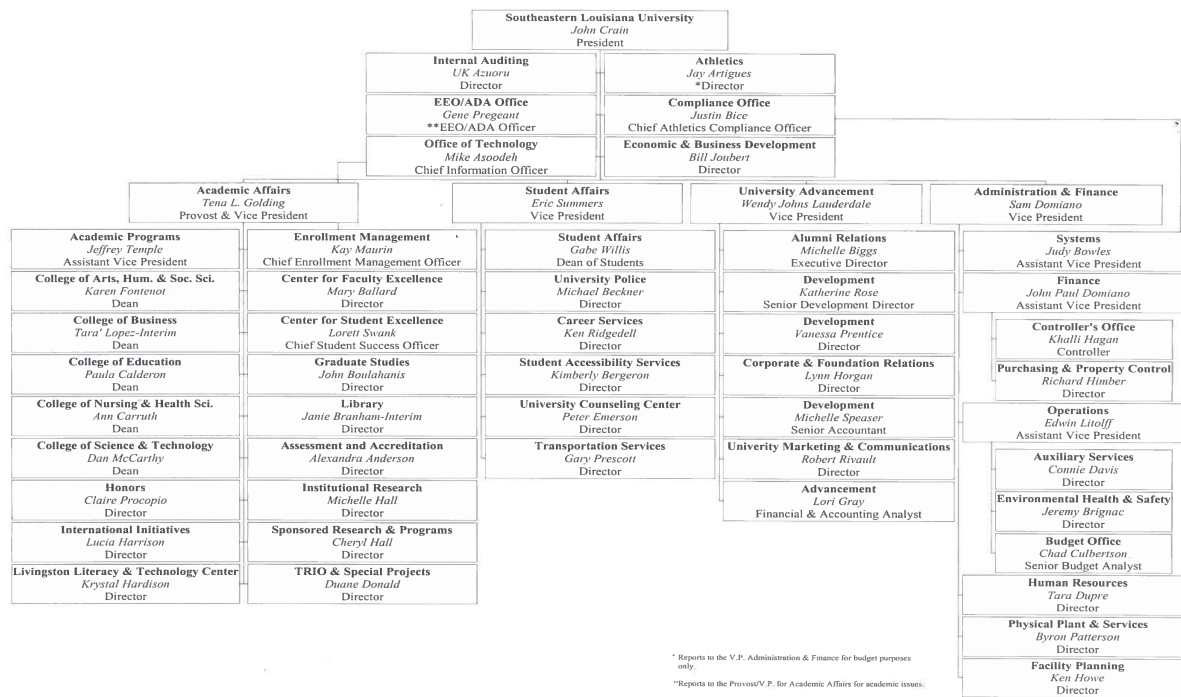 Southeastern Louisiana University
John Crain
President
Internal Auditing
UK Azuoru
Director
Athletics
Jay Artigues
*Director
EEO/ADA Office
Gene Pregeant
**EEO/ADA Officer
Compliance Office
Justin Bice
Chief Athletics Compliance Officer
Office of Technology
Mike Asoodeh
Chief Information Officer
Economic & Business Development
Bill Joubert
Director
Academic Affairs
Tena L. Golding
Provost & Vice President
Student Affairs
Eric Summers
Vice President
University Advancement
Wendy Johns Lauderdale
Vice President
Administration & Finance
Sam Domiano
Vice President
Academic Programs
Jeffrey Temple
Assistant Vice President
College of Arts, Hum. & Soc. Sci.
Karen Fontenot
Dean
College of Business
Tara' Lopez-Interim
Dean
College of Education
Paula Calderon
Dean
College of Nursing & Health Sci.
Ann Carruth
Dean
College of Science & Technology
Dan McCarthy
Dean
Honors
Claire Procopio
Director
International Initiatives
Lucia Harrison
Director
Livingston Literacy & Technology Center
Krystal Hardison
Director
Enrollment Management
Kay Maurin
Chief Enrollment Management Officer
Center for Faculty Excellence
Mary Ballard
Director
Center for Student Excellence
Lorett Swank
Chief Student Success Officer
Graduate Studies
John Boulahanis
Director
Library
Janie Branham-Interim
Director
Assessment and Accreditation
Alexandra Anderson
Director
Institutional Research
Michelle Hall
Director
Sponsored Research & Programs
Cheryl Hall
Director
TRIO & Special Projects
Duane Donald
Director
Student Affairs
Gabe Willis
Dean of Students
University Police
Michael Beckner
Director
Career Services
Ken Ridgedell
Director
Student Accessibility Services
Kimberly Bergeron
Director
University Counseling Center
Peter Emerson
Director
Transportation Services
Gary Prescott
Director
Alumni Relations
Michelle Biggs
Executive Director
Development
Katherine Rose
Senior Development Director
Development
Vanessa Prentice
Director
Corporate & Foundation Relations
Lynn Horgan
Director
Development
Michelle Speaser
Senior Accountant
Univerity Marketing & Communications
Robert Rivault
Director
Advancement
Lori Gray
Financial & Accounting Analyst
Systems
Judy Bowles
Assistant Vice President
Finance
John Paul Domiano
Assistant Vice President
Controller's Office
Khalli Hagan
Controller
Purchasing & Property Control
Richard Himber
Director
Operations
Edwin Litolff
Assistant Vice President
Auxiliary Services
Connie Davis
Director
Environmental Health & Safety
Jeremy Brignac
Director
Budget Office
Chad Culbertson
Senior Budget Analyst
Human Resources
Tara Dupre
Director
Physical Plant & Services
Byron Patterson
Director
Facility Planning
Ken Howe
Director
* Reports to the V.P. Administration & Finance for budget purposes
only.
**Reports to the Provost/V.P. for Academic Affairs for academic issues.